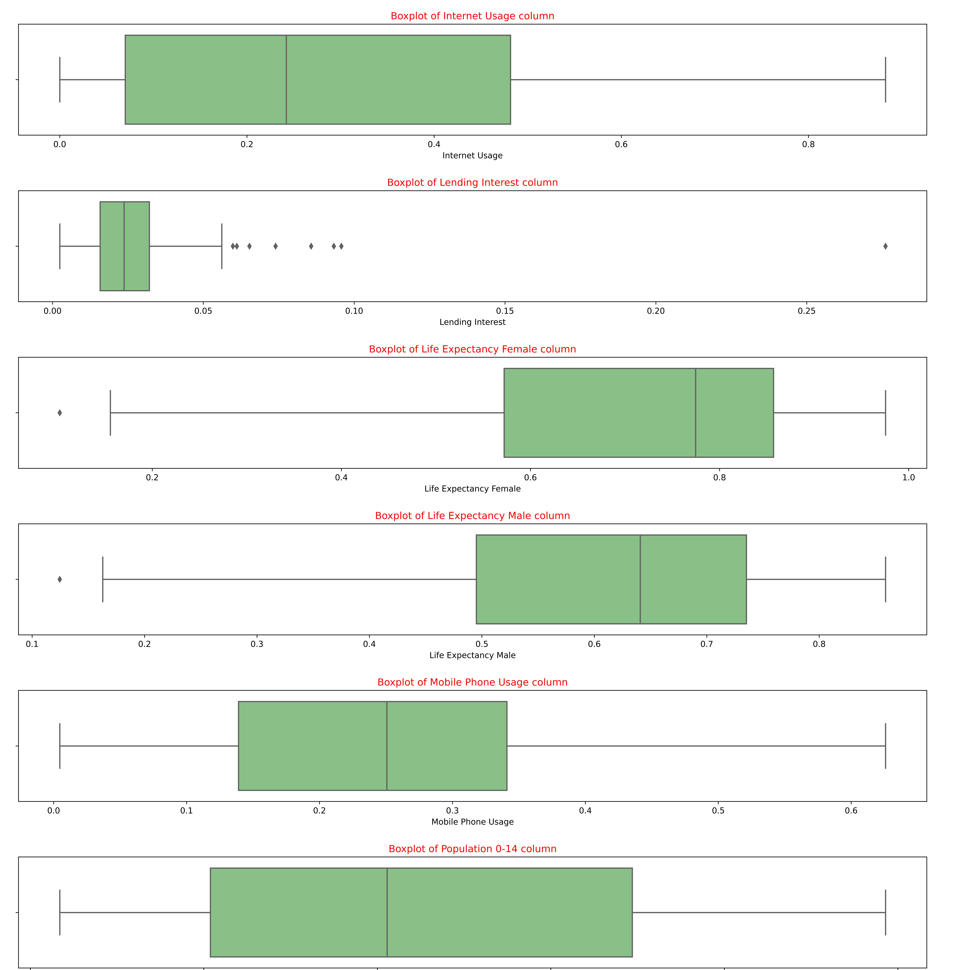 Boxplot of Internet Usage column
0.0 0.2 0.4 0.6 0.8
Internet Usage
Boxplot of Lending Interest column
0.00 0.05 0.10 0.15 0.20 0.25
Lending Interest
Boxplot of Life Expectancy Female column
0.2 0.4 0.6 0.8 1.0
Life Expectancy Female
Boxplot of Life Expectancy Male column
0.1 0.2 0.3 0.4 0.5 0.6 0.7 0.8
Life Expectancy Male
Boxplot of Mobile Phone Usage column
0.0 0.1 0.2 0.3 0.4 0.5 0.6
Mobile Phone Usage
Boxplot of Population 0-14 column